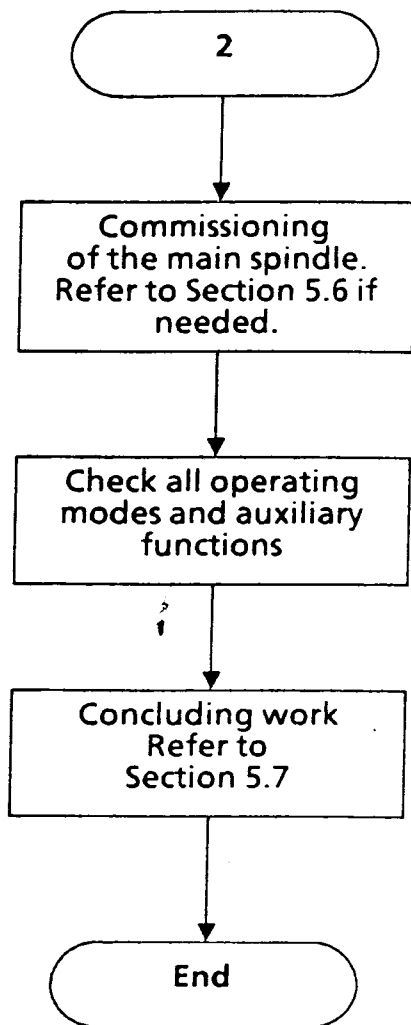 2
Commissioning
of the main spindle.
Refer to Section 5.6 if
needed.
Check all operating
modes and auxiliary
functions
Concluding work
Refer to
Section 5.7
End